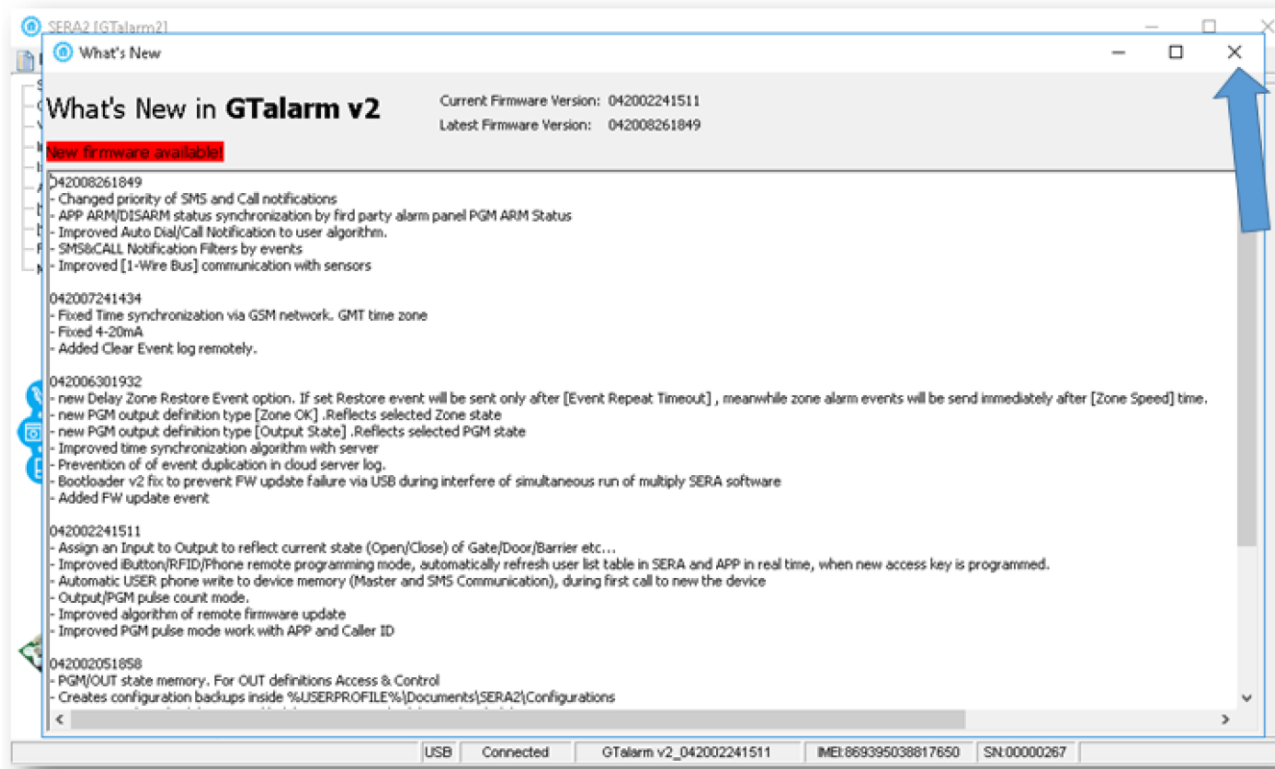 SERA2 [GTalarm2]
What's New
What's New in GTalarm v2
Current Firmware Version: 042002241511
Latest Firmware Version: 042008261849
New firmware available!
042008261849
- Changed priority of SMS and Call notifications
- APP ARM/DISARM status synchronization by fird party alarm panel PGM ARM Status
- Improved Auto Dial/Call Notification to user algorithm.
- SMS&CALL Notification Filters by events
- Improved [1-Wire Bus] communication with sensors
042007241434
- Fixed Time synchronization via GSM network. GMT time zone
- Fixed 4-20mA
- Added Clear Event log remotely.
042006301932
- new Delay Zone Restore Event option. If set Restore event will be sent only after [Event Repeat Timeout] , meanwhile zone alarm events will be send immediately after [Zone Speed] time.
- new PGM output definition type [Zone OK] .Reflects selected Zone state
- new PGM output definition type [Output State] .Reflects selected PGM state
- Improved time synchronization algorithm with server
- Prevention of of event duplication in cloud server log.
- Bootloader v2 fix to prevent FW update failure via USB during interfere of simultaneous run of multiply SERA software
- Added FW update event
042002241511
- Assign an Input to Output to reflect current state (Open/Close) of Gate/Door/Barrier etc...
- Improved iButton/RFID/Phone remote programming mode, automatically refresh user list table in SERA and APP in real time, when new access key is programmed.
- Automatic USER phone write to device memory (Master and SMS Communication), during first call to new the device
- Output/PGM pulse count mode.
- Improved algorithm of remote firmware update
- Improved PGM pulse mode work with APP and Caller ID
042002051858
- PGM/OUT state memory. For OUT definitions Access & Control
- Creates configuration backups inside %USERPROFILE%\Documents\SERA2\Configurations
USB Connected GTalarm v2_042002241511 IMEI:869395038817650 SN:00000267